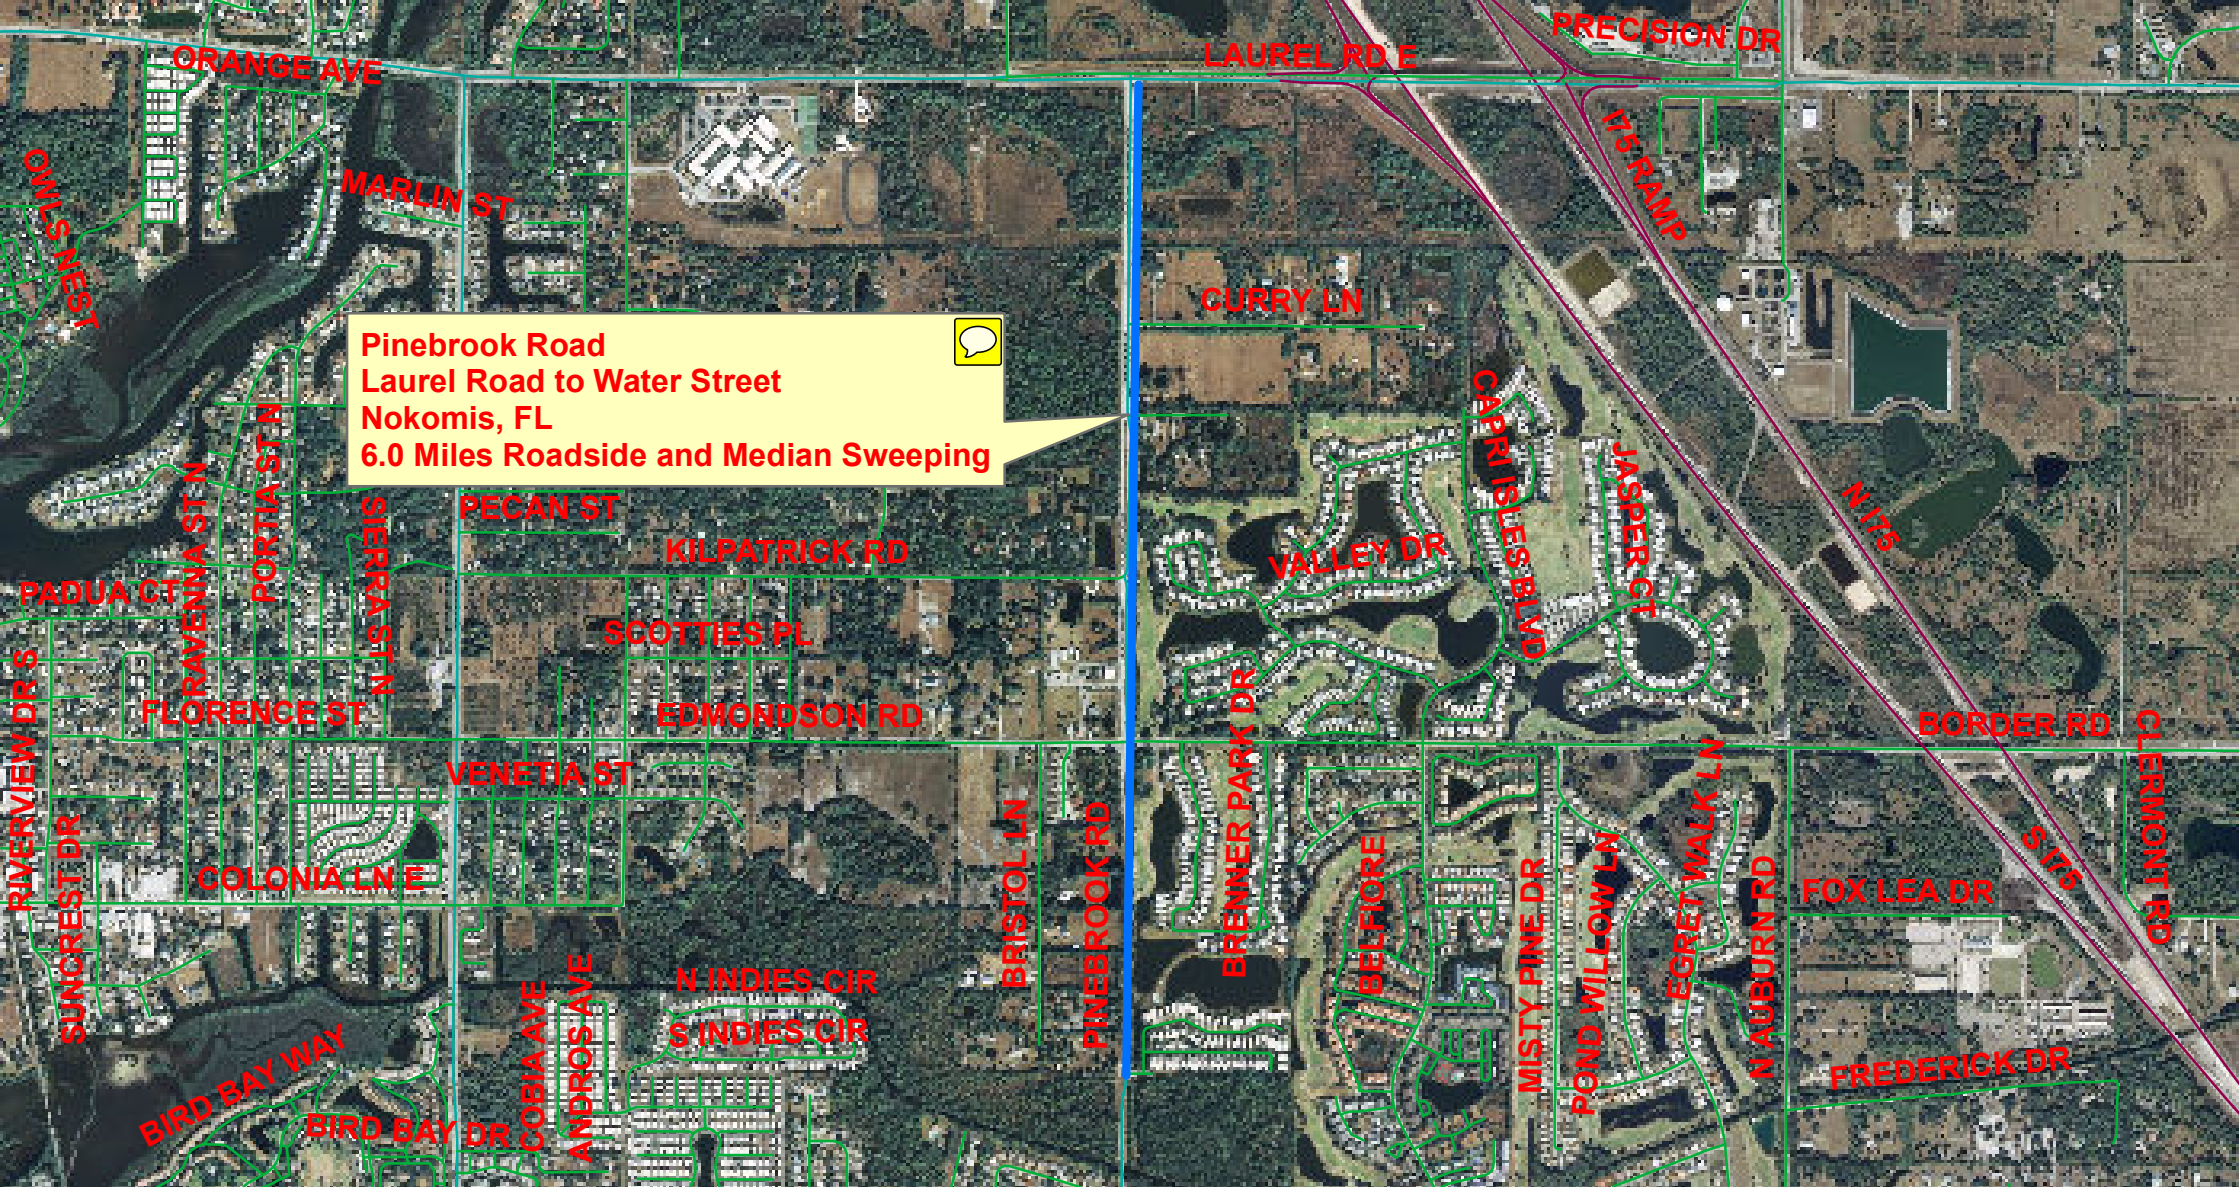 PRECISION DR
LAUREL RD E
ORANGE AVE
I75 RAMP
OWLS NEST
MARLIN ST
CURRY LN
Pinebrook Road
Laurel Road to Water Street
Nokomis, FL
6.0 Miles Roadside and Median Sweeping
CAPRI ISLES BLVD
JASPER CT
PORTIA ST N
RAVENNA ST N
SIERRA ST N
PECAN ST
N I75
KILPATRICK RD
VALLEY DR
PADUA CT
SCOTTIES PL
RIVERVIEW DR S
FLORENCE ST
EDMONDSON RD
BRENNER PARK DR
BORDER RD
CLERMONT RD
VENETIA ST
EGRET WALK LN
BRISTOL LN
PINEBROOK RD
SUNCREST DR
COLONIA LN E
BELFIORE
MISTY PINE DR
POND WILLOW LN
N AUBURN RD
FOX LEA DR
S I75
N INDIES CIR
S INDIES CIR
COBIA AVE
ANDROS AVE
BIRD BAY WAY
BIRD BAY DR
FREDERICK DR